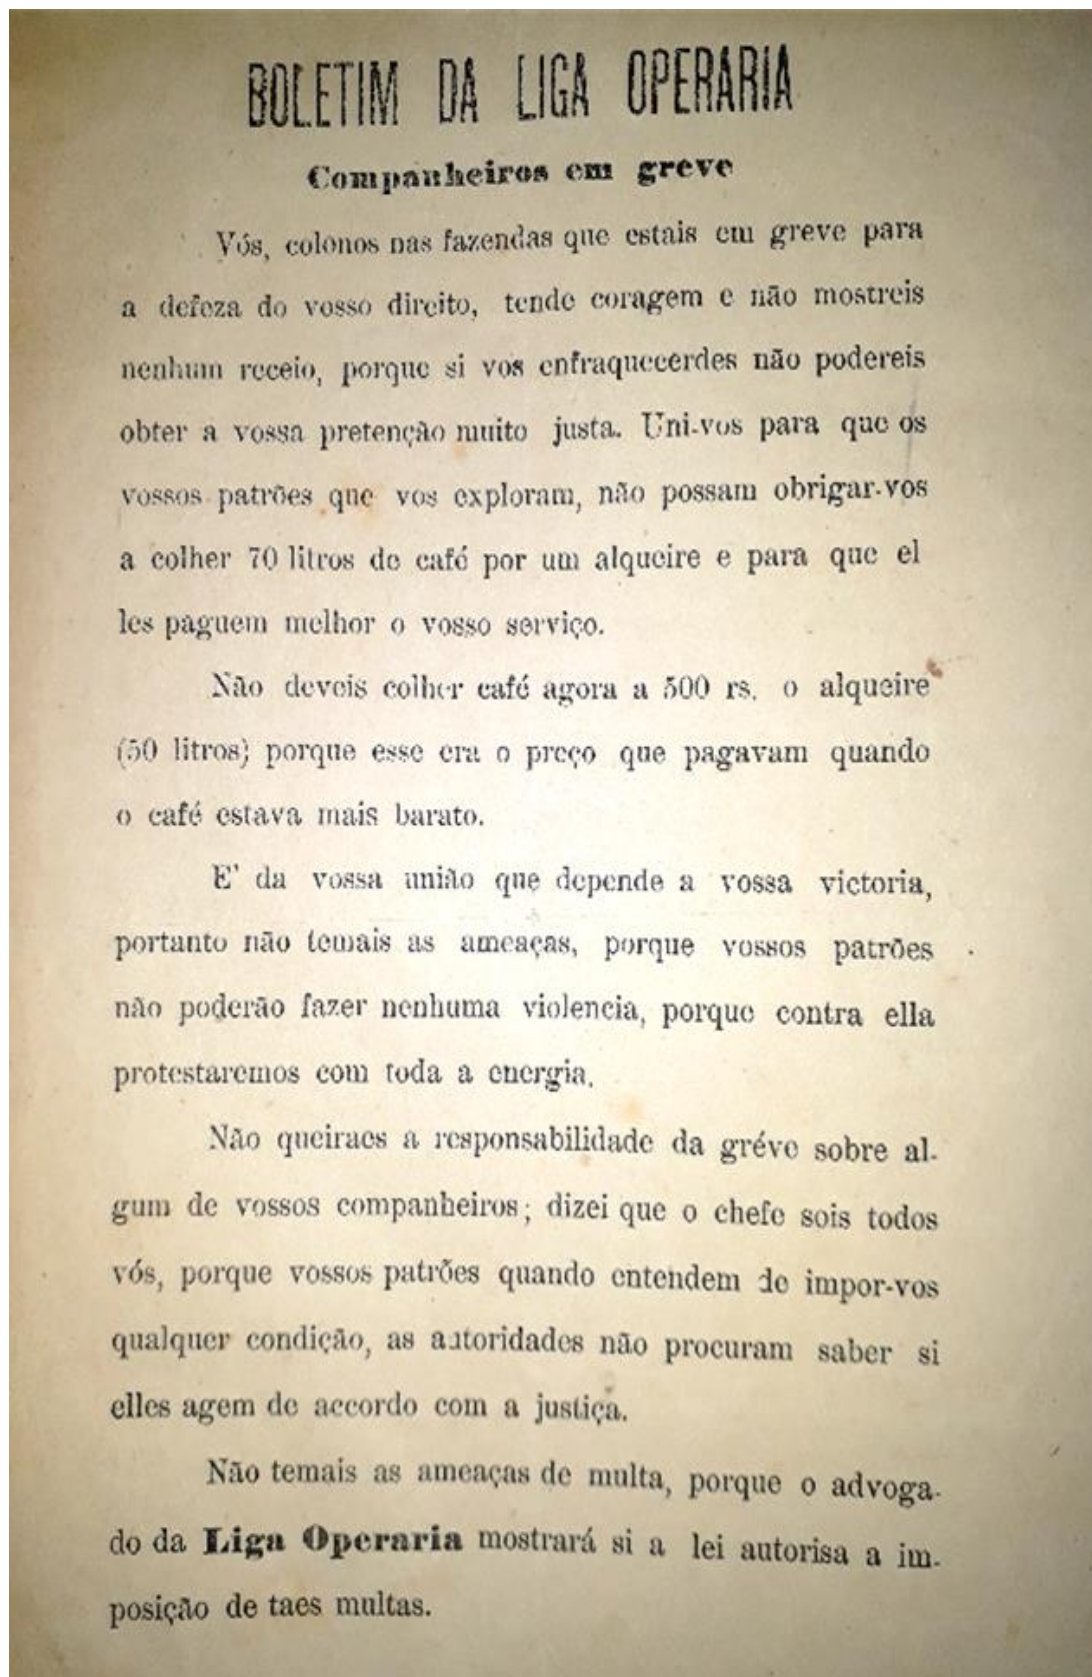 BOLETIM DA LIGA OPERARIA
Companheiros em greve
Vós, colonos nas fazendas que estais em greve para
a defeza do vosso direito, tende coragem e não mostreis
nenhum receio, porque si vos enfraquecerdes não podereis
obter a vossa pretenção muito justa. Uni-vos para que os
vossos patrões que vos exploram, não possam obrigar-vos
a colher 70 litros de café por um alqueire e para que el
les paguem melhor o vosso serviço.
Não deveis colher café agora a 500 rs. o alqueire
(50 litros) porque esse era o preço que pagavam quando
o café estava mais barato.
E' da vossa união que depende a vossa victoria,
portanto não temais as ameaças, porque vossos patrões
não poderão fazer nenhuma violencia, porque contra ella
protestaremos com toda a energia.
Não queiraes a responsabilidade da gréve sobre al-
gum de vossos companheiros; dizei que o chefe sois todos
vós, porque vossos patrões quando entendem de impor-vos
qualquer condição, as autoridades não procuram saber si
elles agem de accordo com a justiça.
Não temais as ameaças de multa, porque o advoga-
do da Liga Operaria mostrará si a lei autorisa a im-
posição de taes multas.